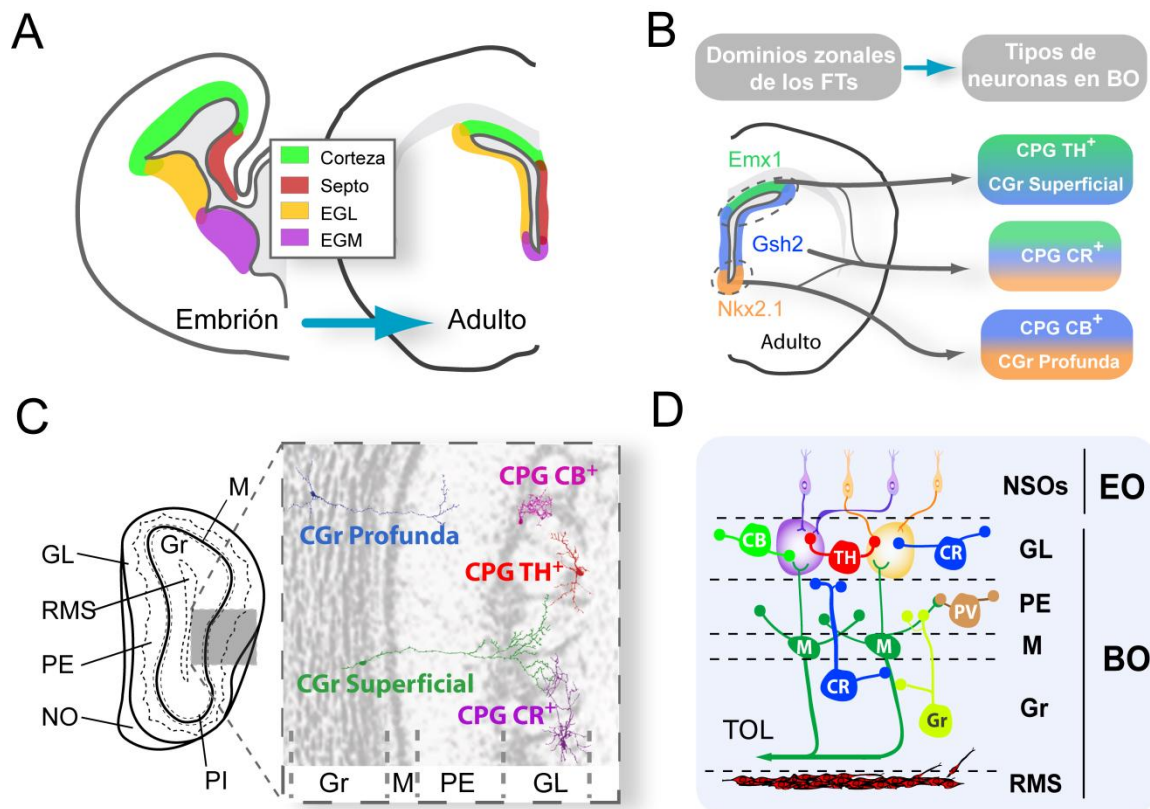 A
Corteza
Septo
EGL
EGM
Embrión
Adulto
B
Dominios zonales
de los FTs
Tipos de
neuronas en BO
Emx1
Gsh2
Nkx2.1
Adulto
CPG TH+
CGr Superficial
CPG CR+
CPG CB+
CGr Profunda
C
M
GL
Gr
RMS
PE
NO
PI
CPG CB+
CGr Profunda
CPG TH+
CGr Superficial
CPG CR+
Gr
M
PE
GL
D
NSOs
EO
CB
TH
CR
GL
PV
PE
M
M
M
BO
CR
Gr
Gr
TOL
RMS